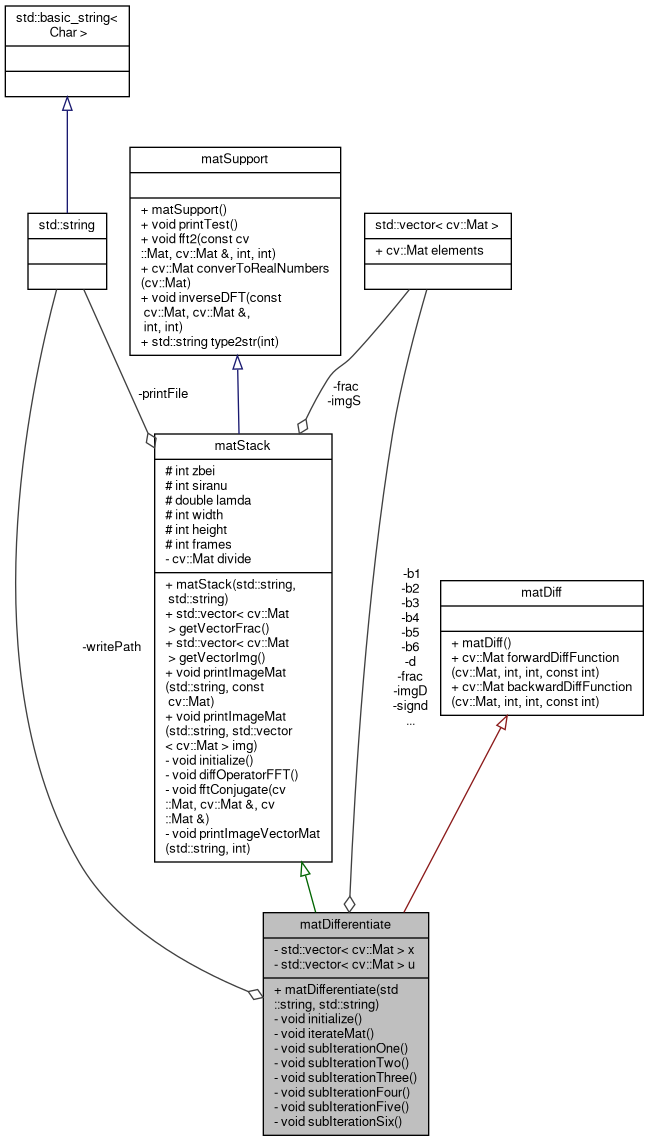 std::basic_string<
Char >
matSupport
+ matSupport()
+ void printTest()
+ void fft2(const cv
::Mat, cv::Mat &, int, int)
+ cv::Mat converToRealNumbers
(cv::Mat)
+ void inverseDFT(const
cv::Mat, cv::Mat &,
int, int)
+ std::string type2str(int)
std::string
std::vector< cv::Mat >
+ cv::Mat elements
-printFile
-frac
-imgS
matStack
# int zbei
# int siranu
# double lamda
# int width
# int height
# int frames
- cv::Mat divide
+ matStack(std::string,
std::string)
+ std::vector< cv::Mat
> getVectorFrac()
+ std::vector< cv::Mat
> getVectorImg()
+ void printImageMat
(std::string, const
cv::Mat)
+ void printImageMat
(std::string, std::vector
< cv::Mat > img)
- void initialize()
- void diffOperatorFFT()
- void fftConjugate(cv
::Mat, cv::Mat &, cv
::Mat &)
- void printImageVectorMat
(std::string, int)
-writePath
-b1
-b2
-b3
-b4
-b5
-b6
-d
-frac
-imgD
-signd
...
matDiff
+ matDiff()
+ cv::Mat forwardDiffFunction
(cv::Mat, int, int, const int)
+ cv::Mat backwardDiffFunction
(cv::Mat, int, int, const int)
matDifferentiate
- std::vector< cv::Mat > x
- std::vector< cv::Mat > u
+ matDifferentiate(std
::string, std::string)
- void initialize()
- void iterateMat()
- void subIterationOne()
- void subIterationTwo()
- void subIterationThree()
- void subIterationFour()
- void subIterationFive()
- void subIterationSix()